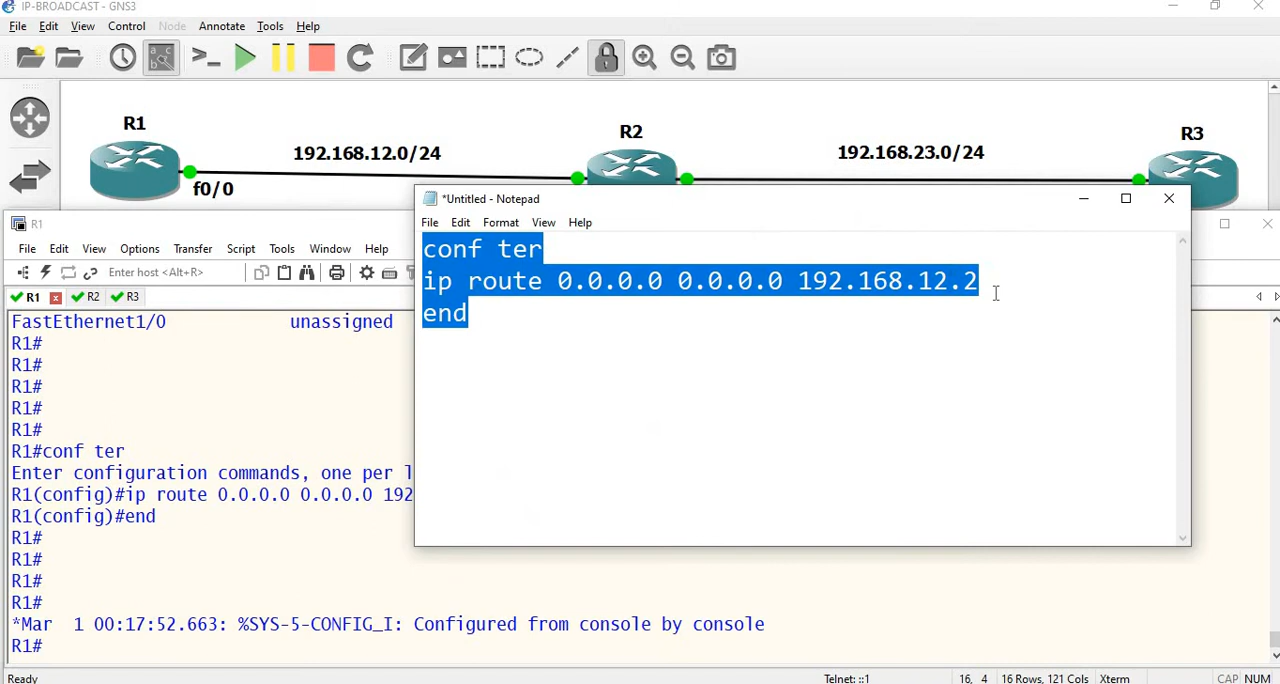 IP-BROADCAST - GNS3
File Edit View Control Node Annotate Tools Help
R1
R2
R3
192.168.12.0/24
192.168.23.0/24
f0/0
*Untitled - Notepad
File Edit Format View Help
conf ter
ip route 0.0.0.0 0.0.0.0 192.168.12.2
end
R1
File Edit View Options Transfer Script Tools Window Help
Enter host <Alt+R>
R1 R2 R3
FastEthernet1/0 unassigned
R1#
R1#
R1#
R1#
R1#
R1#conf ter
Enter configuration commands, one per l
R1(config)#ip route 0.0.0.0 0.0.0.0 192
R1(config)#end
R1#
R1#
R1#
R1#
*Mar 1 00:17:52.663: %SYS-5-CONFIG_I: Configured from console by console
R1#
Ready Telnet: ::1 16, 4 16 Rows, 121 Cols Xterm CAP NUM